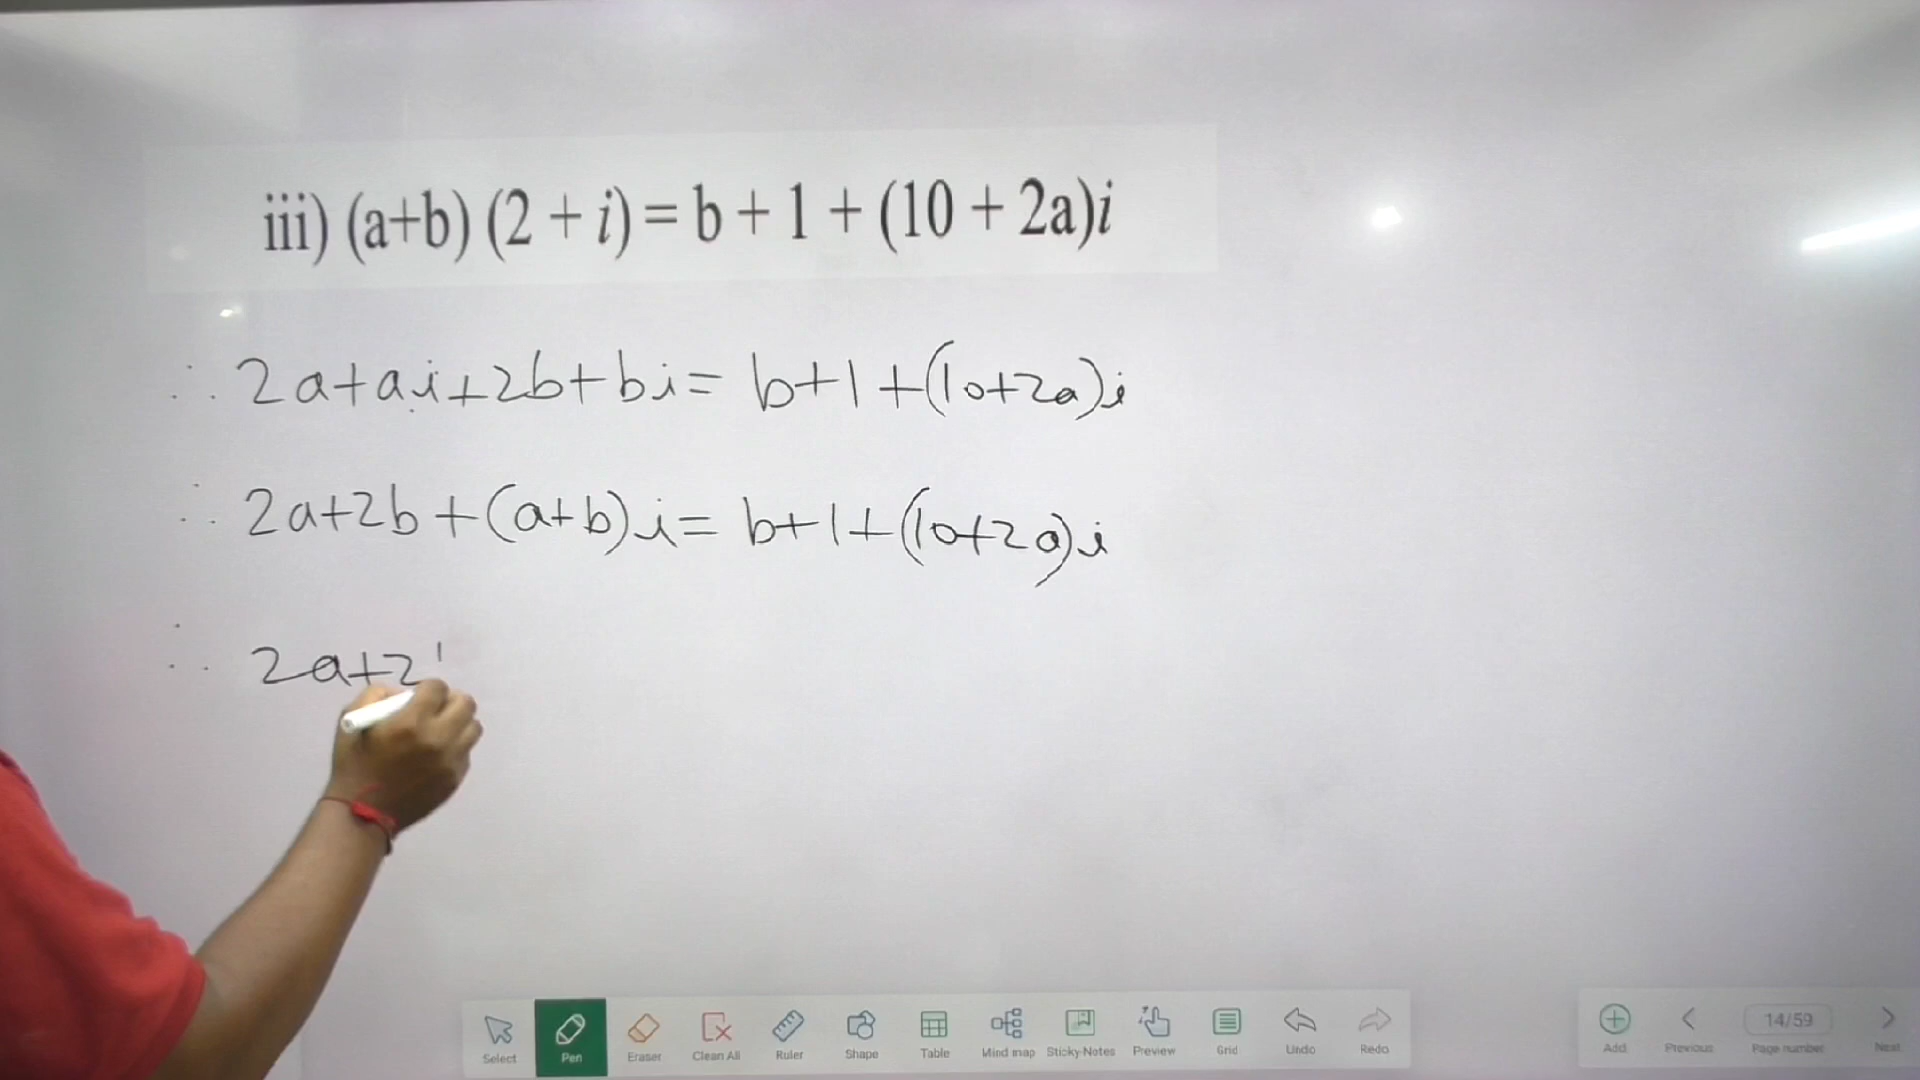 iii) (a+b) (2 + i) = b + 1 + (10 + 2a)i
∴ 2a+ai+2b+bi= b+1+(10+2a)i
∴ 2a+2b+(a+b)i= b+1+(10+2a)i
∴ 2a+2
Select Pen Eraser Clean All Ruler Shape Table Mind map Sticky Notes Preview Grid Undo Redo Add Previous 14/59 Page number Next